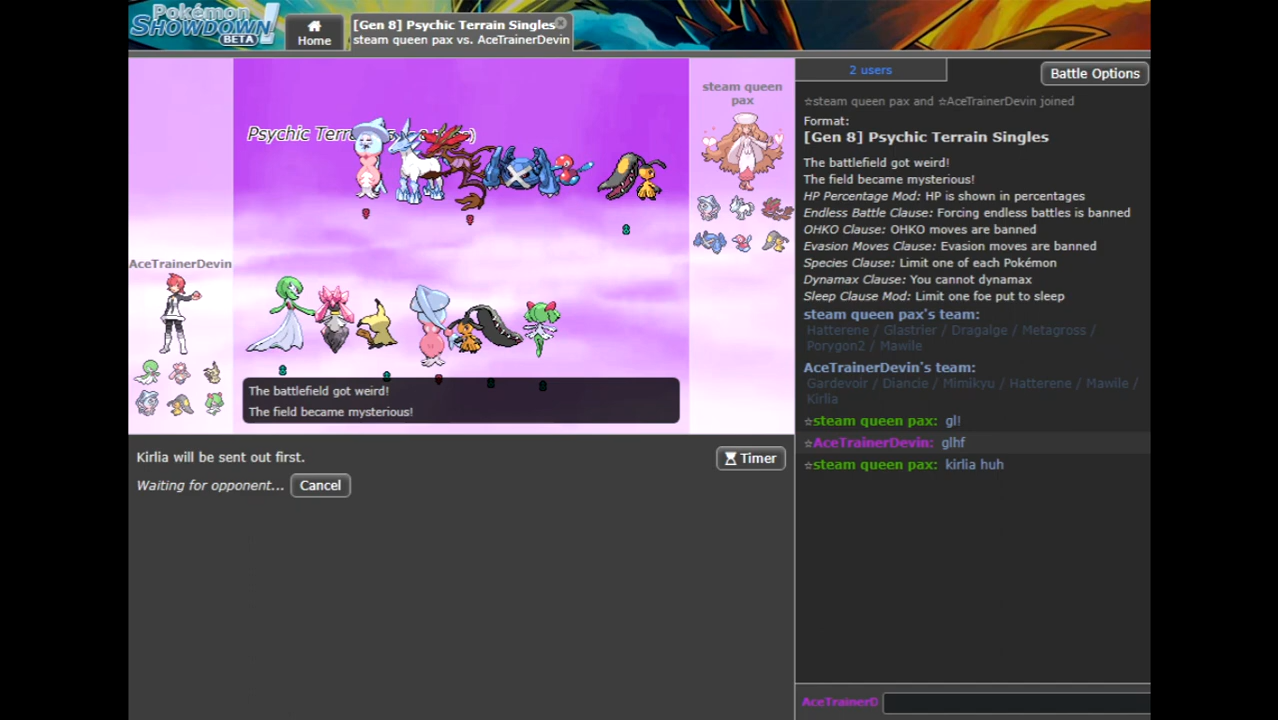 Pokémon
SHOWDOWN!
BETA
Home
[Gen 8] Psychic Terrain Singles
steam queen pax vs. AceTrainerDevin
Psychic Terr
steam queen
pax
AceTrainerDevin
The battlefield got weird!
The field became mysterious!
Kirlia will be sent out first.
Timer
Waiting for opponent...
Cancel
2 users
Battle Options
☆steam queen pax and ☆AceTrainerDevin joined
Format:
[Gen 8] Psychic Terrain Singles
The battlefield got weird!
The field became mysterious!
HP Percentage Mod: HP is shown in percentages
Endless Battle Clause: Forcing endless battles is banned
OHKO Clause: OHKO moves are banned
Evasion Moves Clause: Evasion moves are banned
Species Clause: Limit one of each Pokémon
Dynamax Clause: You cannot dynamax
Sleep Clause Mod: Limit one foe put to sleep
steam queen pax's team:
Hatterene / Glastrier / Dragalge / Metagross /
Porygon2 / Mawile
AceTrainerDevin's team:
Gardevoir / Diancie / Mimikyu / Hatterene / Mawile /
Kirlia
☆steam queen pax: gl!
☆AceTrainerDevin: glhf
☆steam queen pax: kirlia huh
AceTrainerD